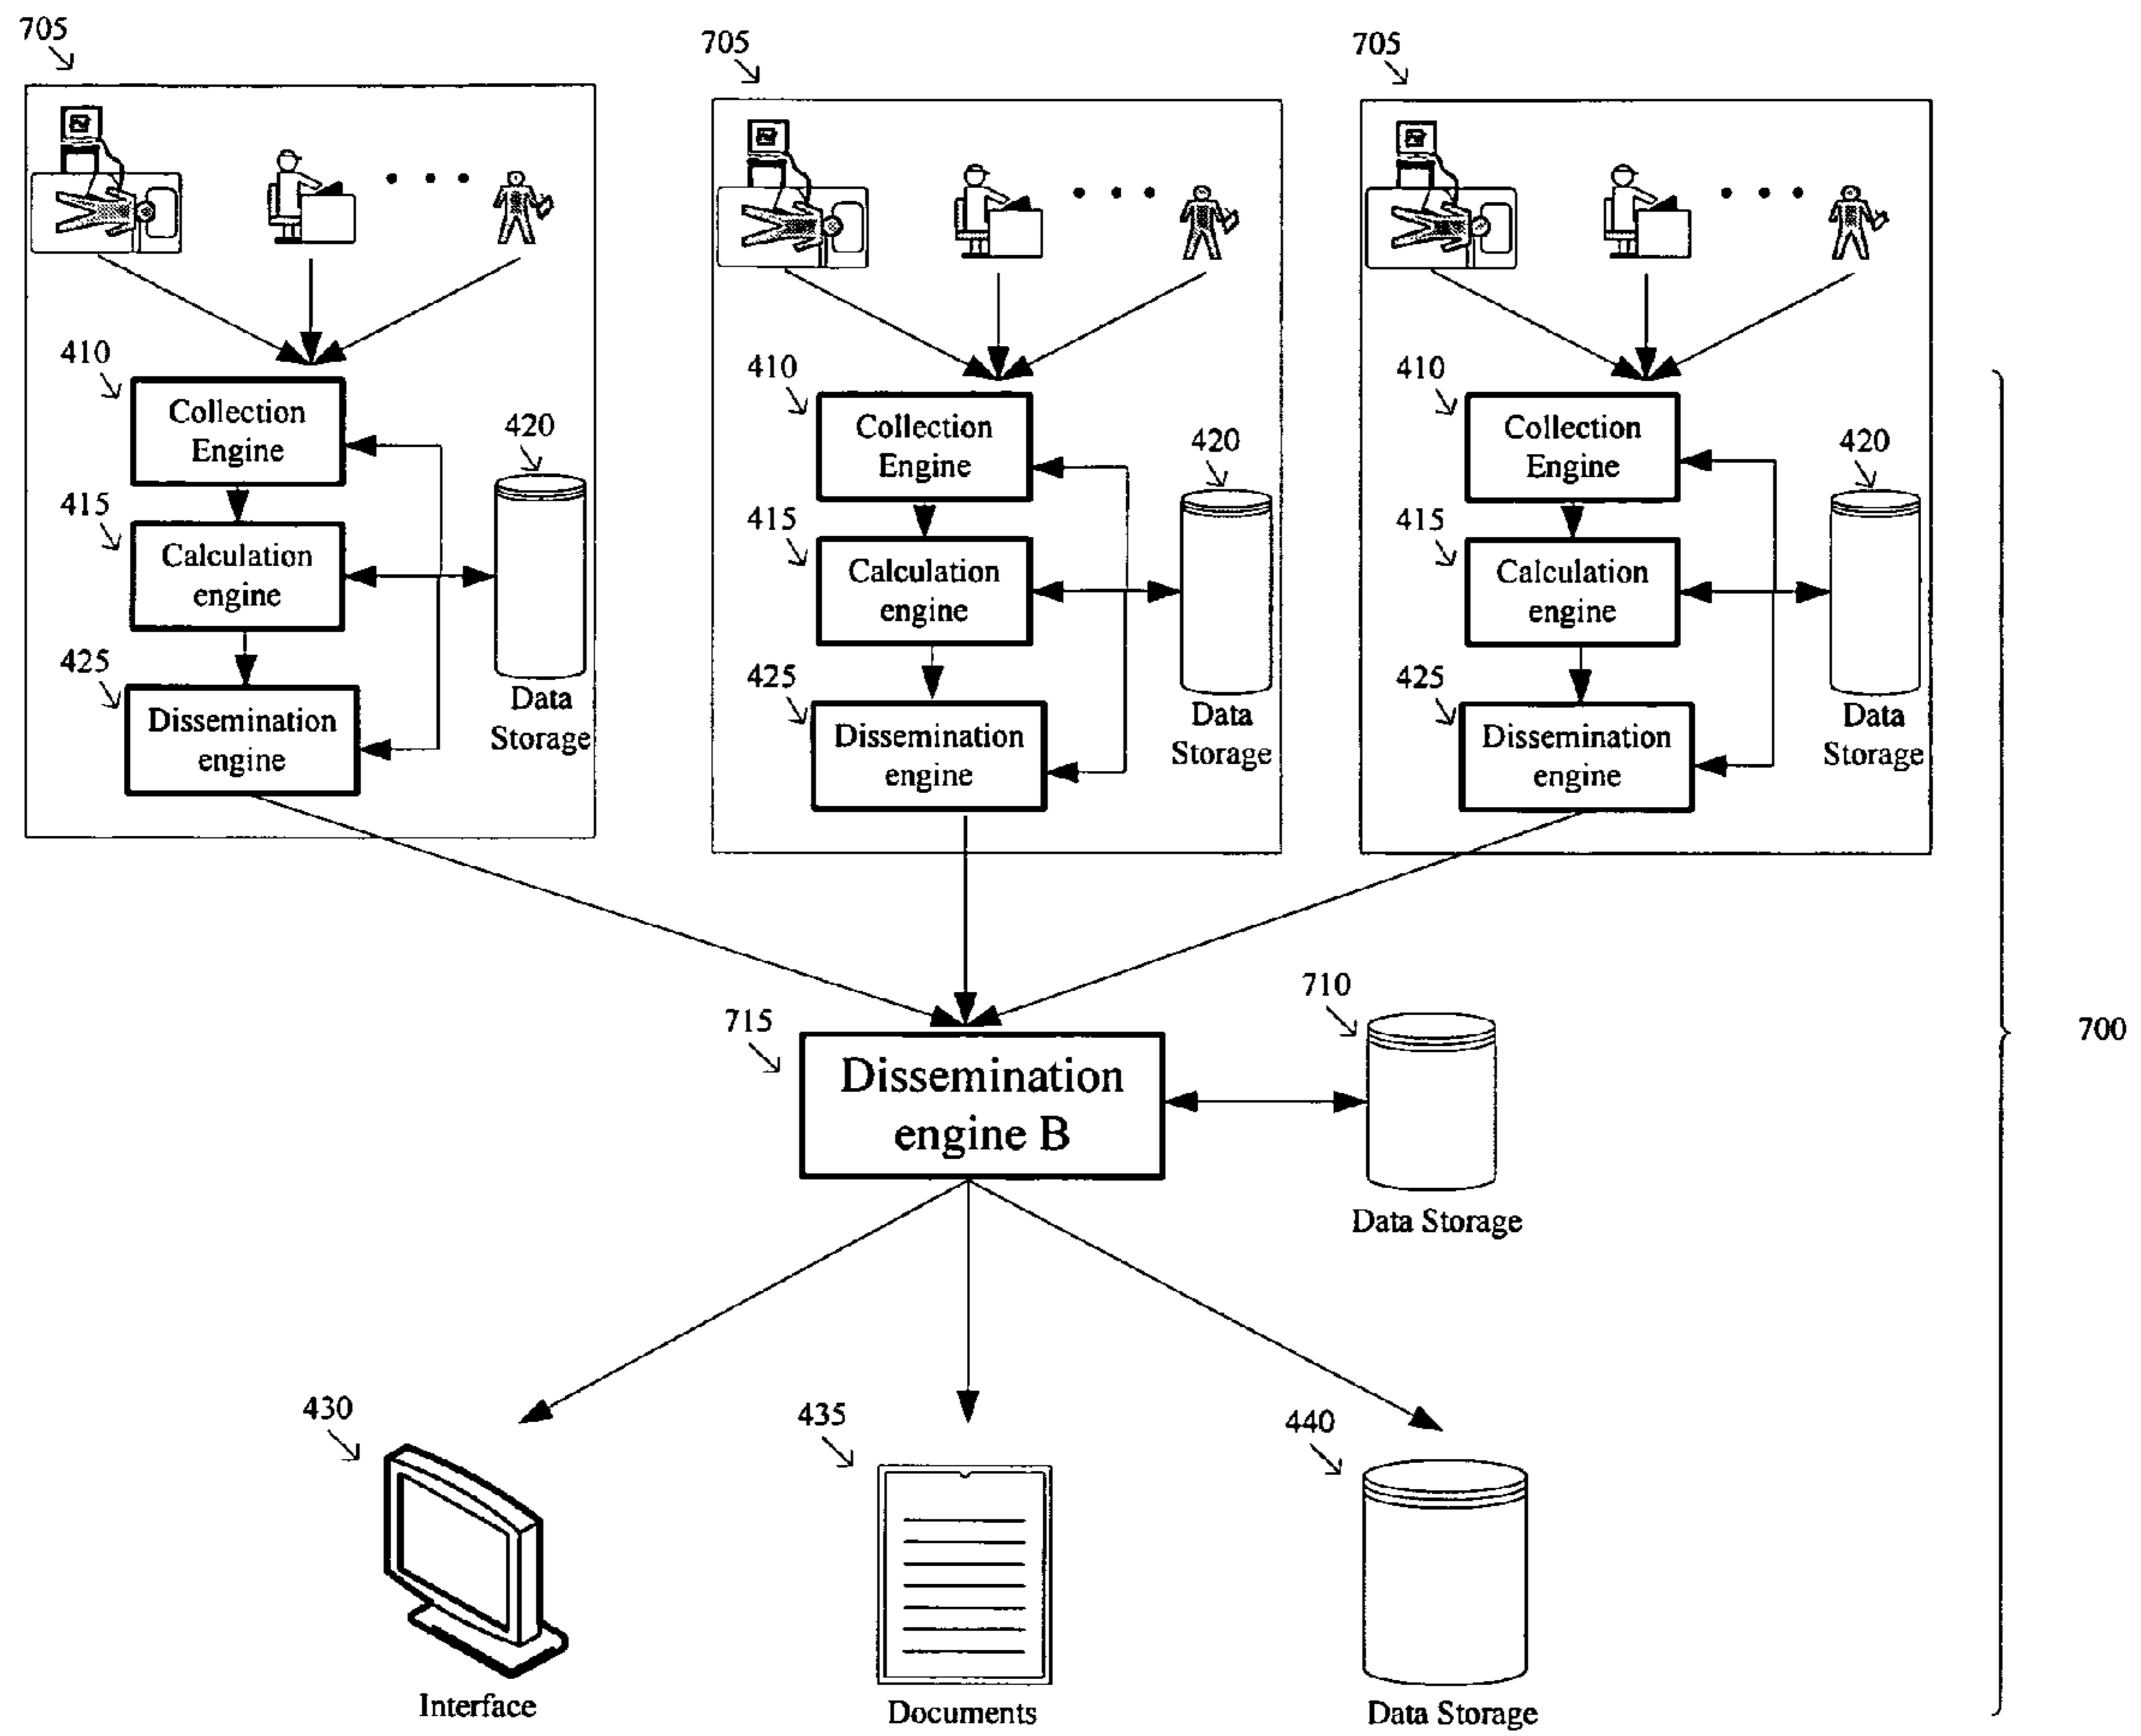 705
705
705
410
Collection
Engine
420
415
Calculation
engine
425
Dissemination
engine
Data
Storage
410
Collection
Engine
420
415
Calculation
engine
425
Dissemination
engine
Data
Storage
410
Collection
Engine
420
415
Calculation
engine
425
Dissemination
engine
Data
Storage
700
715
Dissemination
engine B
710
Data Storage
430
Interface
435
Documents
440
Data Storage